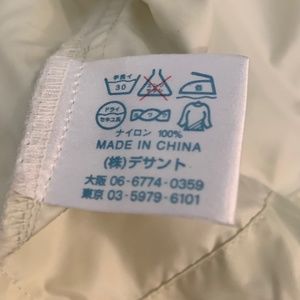 手洗イ
30
低
ドライ
セキユ系
ナイロン 100%
MADE IN CHINA
(株)デサント
大阪 06-6774-0359
東京 03-5979-6101